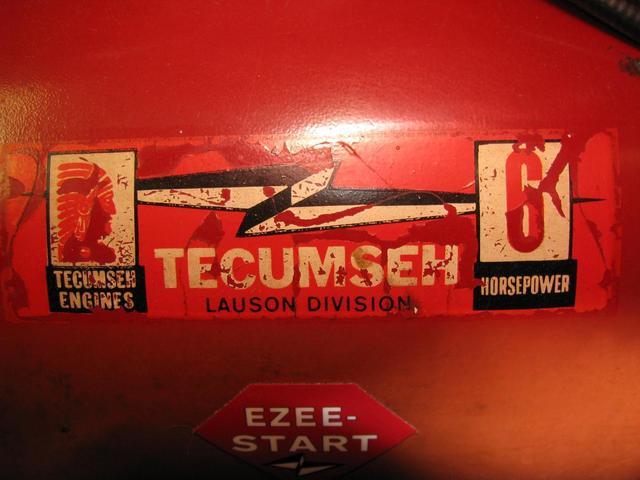 TECUMSEH
ENGINES
TECUMSEH
LAUSON DIVISION
6
HORSEPOWER
EZEE-
START